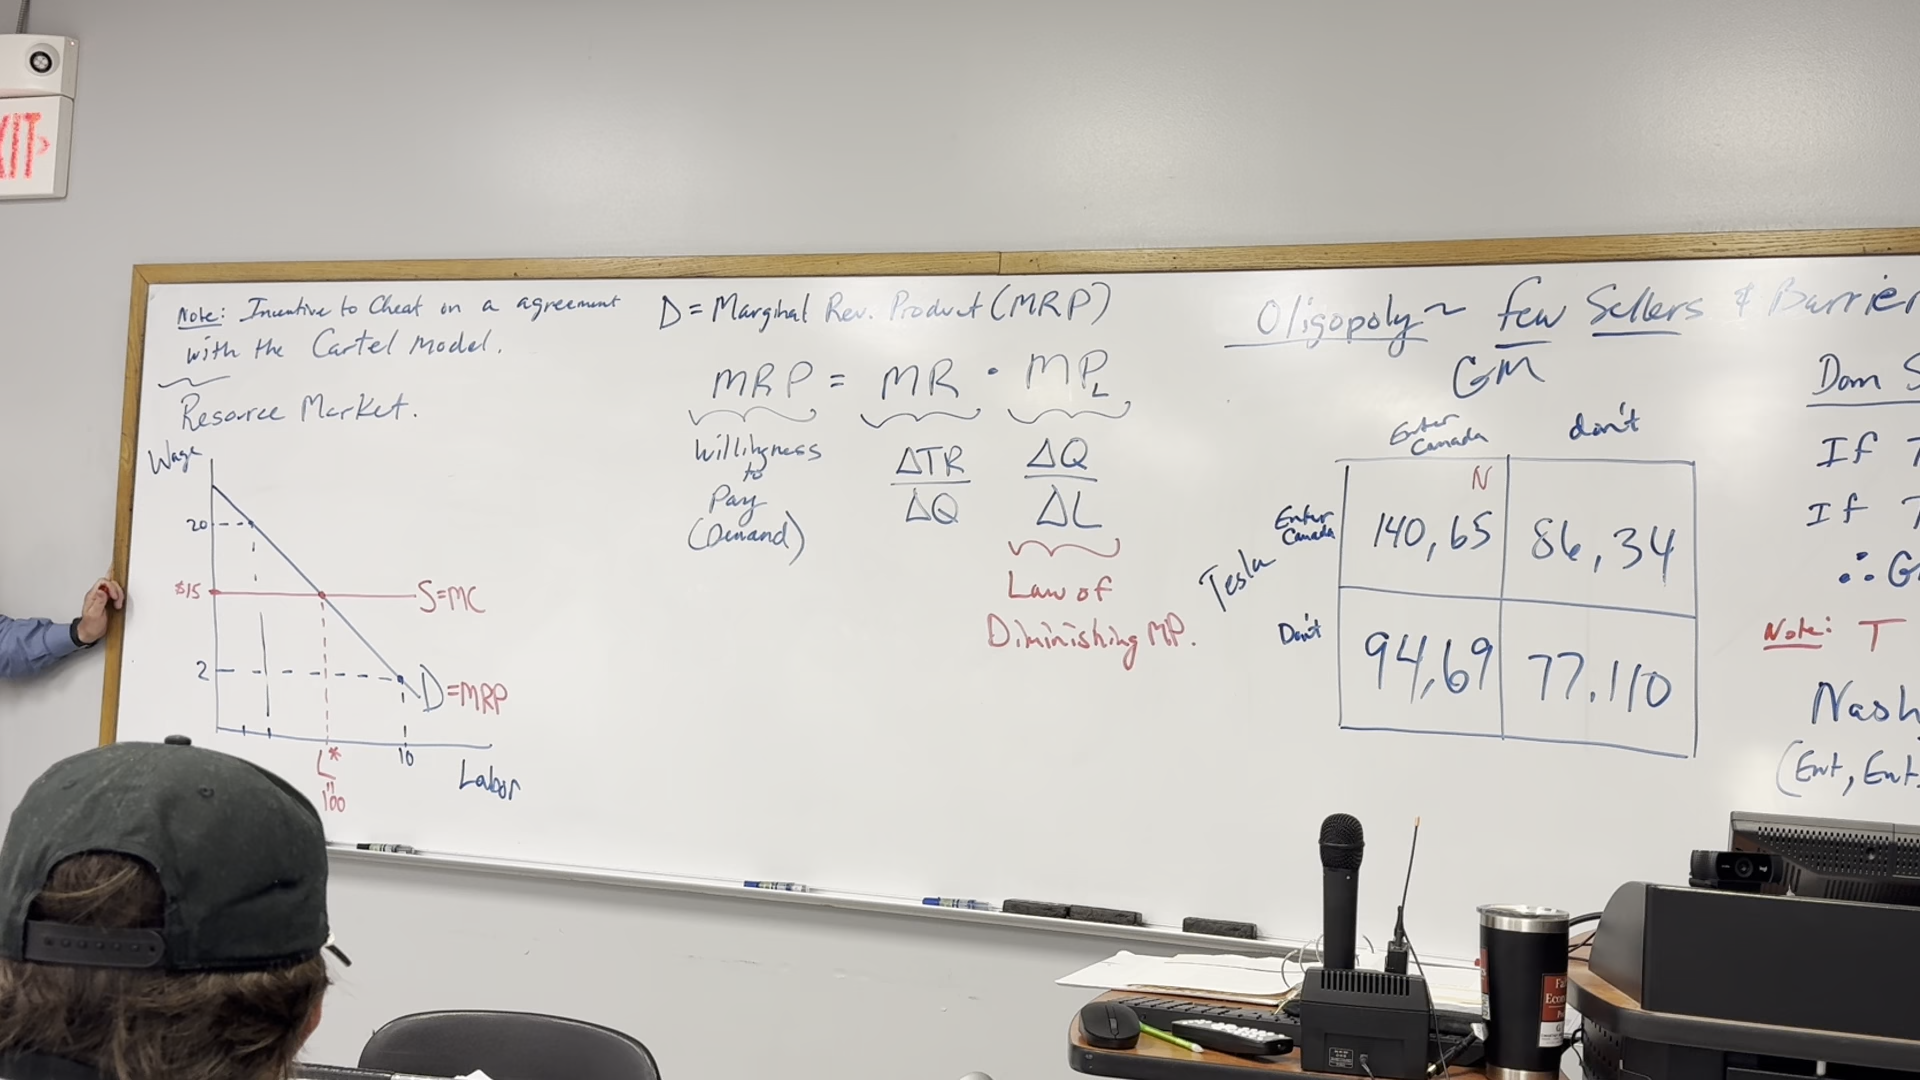 Note: Incentive to Cheat on a agreement
with the Cartel Model.
Resource Market.
Wage
20
$15
S=MC
2
D=MRP
L*
"
100
10
Labor
D = Marginal Rev. Product (MRP)
MRP = MR · MPL
Willingness
to
Pay
(Demand)
ΔTR
ΔQ
ΔQ
ΔL
Law of
Diminishing MP.
Oligopoly ~ few Sellers & Barrier
GM
Enter
Canada
don't
Tesla
Enter
Canada
N
140, 65
86, 34
Don't
94, 69
77, 110
Dom S
If T
If T
∴ G
Note: T
Nash
(Ent, Ent